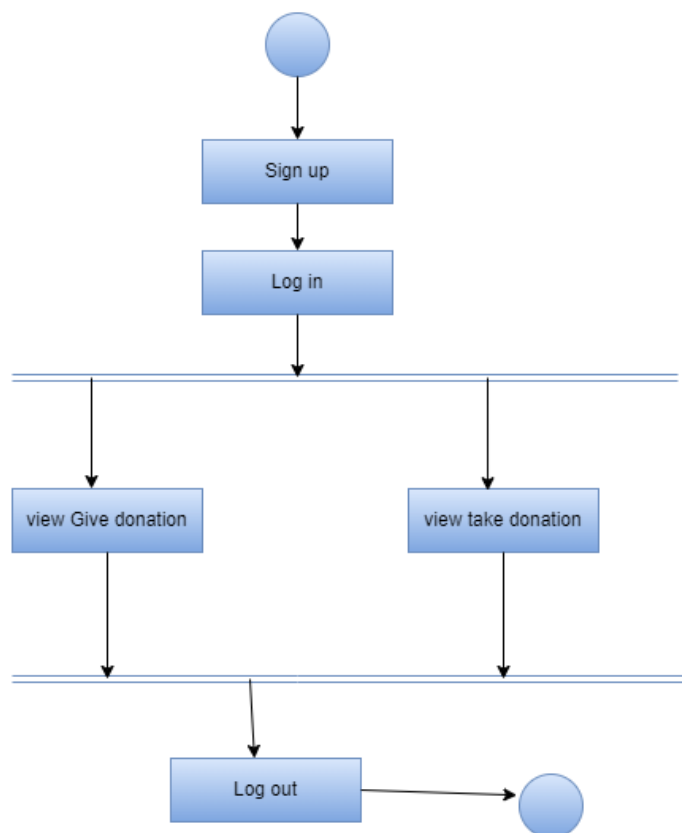 Sign up
Log in
view Give donation
view take donation
Log out